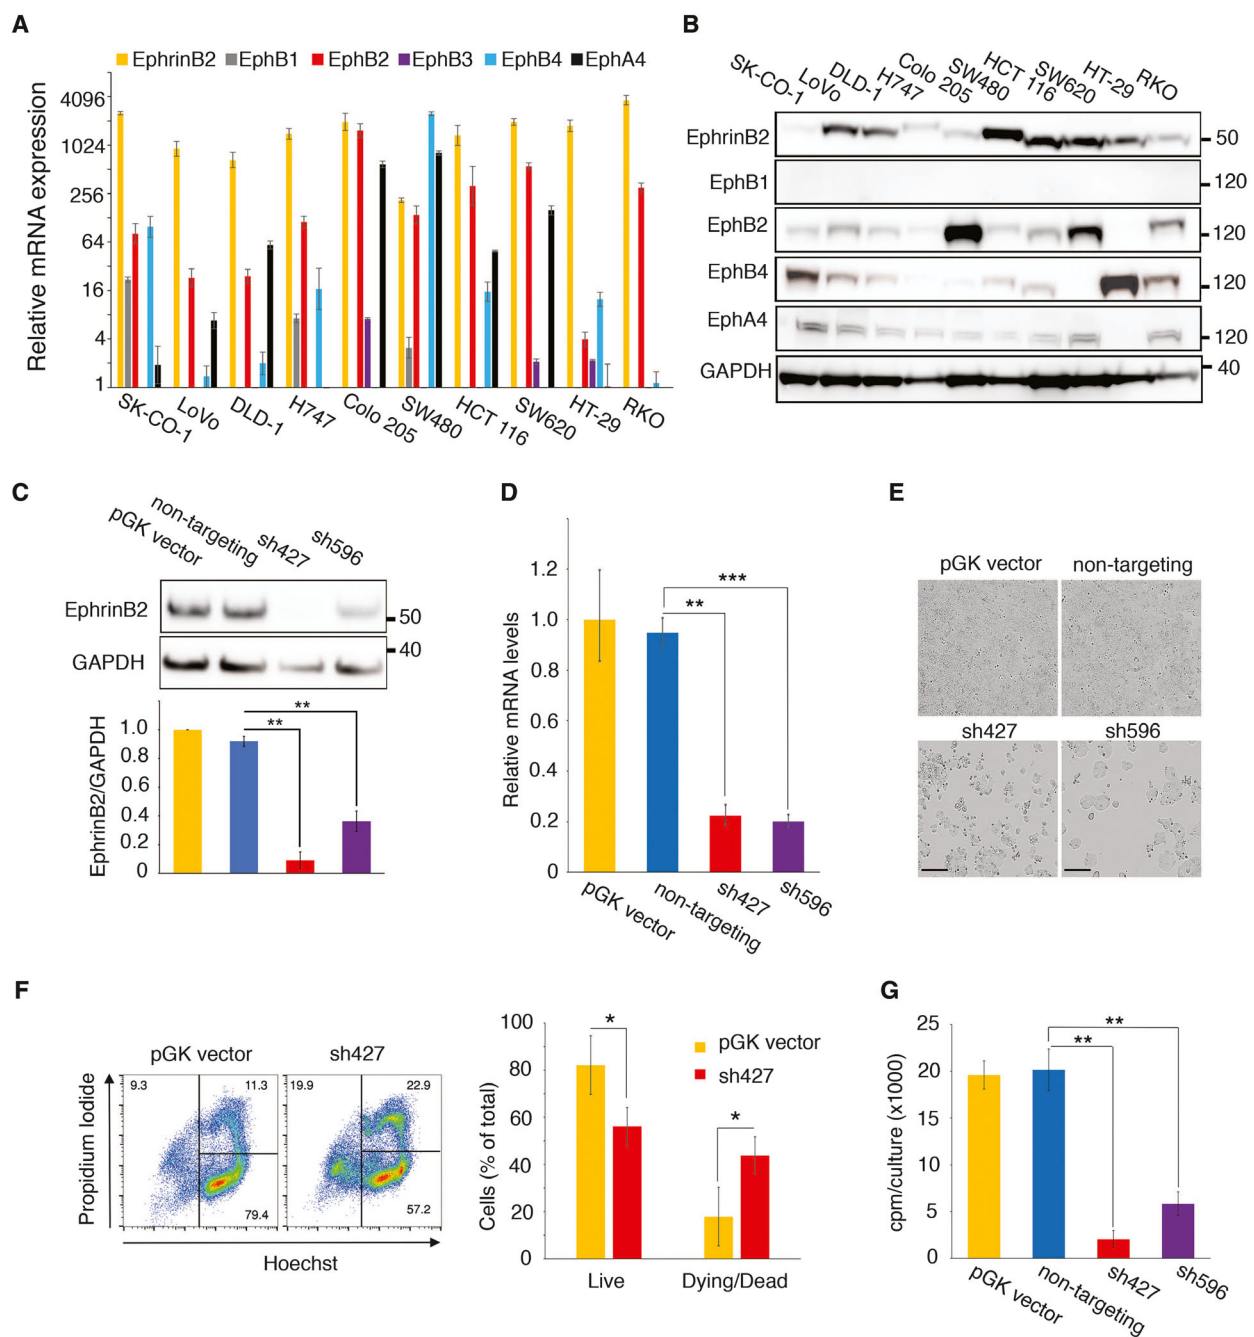 A
EphrinB2 EphB1 EphB2 EphB3 EphB4 EphA4
Relative mRNA expression
4096
1024
256
64
16
4
1
SK-CO-1 LoVo DLD-1 H747 Colo 205 SW480 HCT 116 SW620 HT-29 RKO
B
SK-CO-1 LoVo DLD-1 H747 Colo 205 SW480 HCT 116 SW620 HT-29 RKO
EphrinB2 50
EphB1 120
EphB2 120
EphB4 120
EphA4 120
GAPDH 40
C
pGK vector non-targeting sh427 sh596
EphrinB2 50
GAPDH 40
EphrinB2/GAPDH
1.0
0.8
0.6
0.4
0.2
0
**
**
D
Relative mRNA levels
1.2
1.0
0.8
0.6
0.4
0.2
0
***
**
pGK vector non-targeting sh427 sh596
E
pGK vector non-targeting
sh427 sh596
F
pGK vector sh427
Propidium Iodide
9.3 11.3 19.9 22.9
79.4 57.2
Hoechst
Cells (% of total)
100
80
60
40
20
0
*
*
pGK vector
sh427
Live Dying/Dead
G
cpm/culture (x1000)
25
20
15
10
5
0
**
**
pGK vector non-targeting sh427 sh596